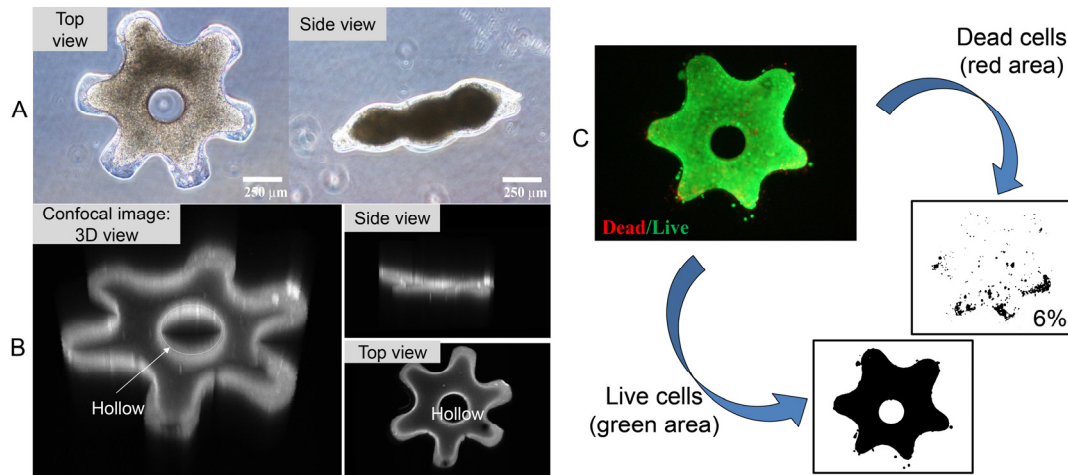 A
Top
view
250 µm
Side view
250 µm
B
Confocal image:
3D view
Hollow
Side view
Top view
Hollow
C
Dead/Live
Dead cells
(red area)
6%
Live cells
(green area)